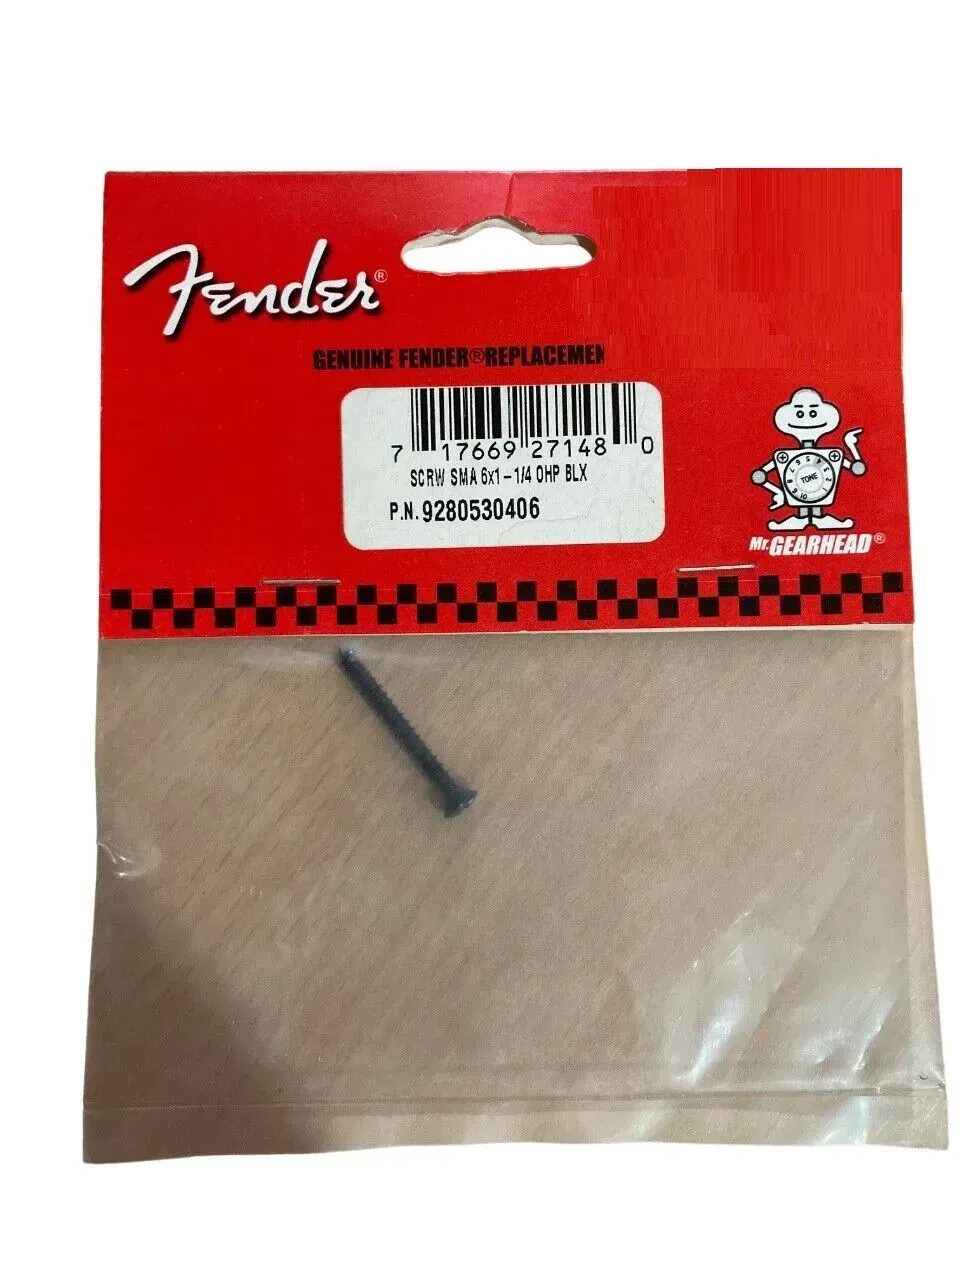 Fender®
GENUINE FENDER®REPLACEMEN
7 17669 27148 0
SCRW SMA 6x1-1/4 OHP BLX
P.N. 9280530406
TONE
Mr. GEARHEAD®